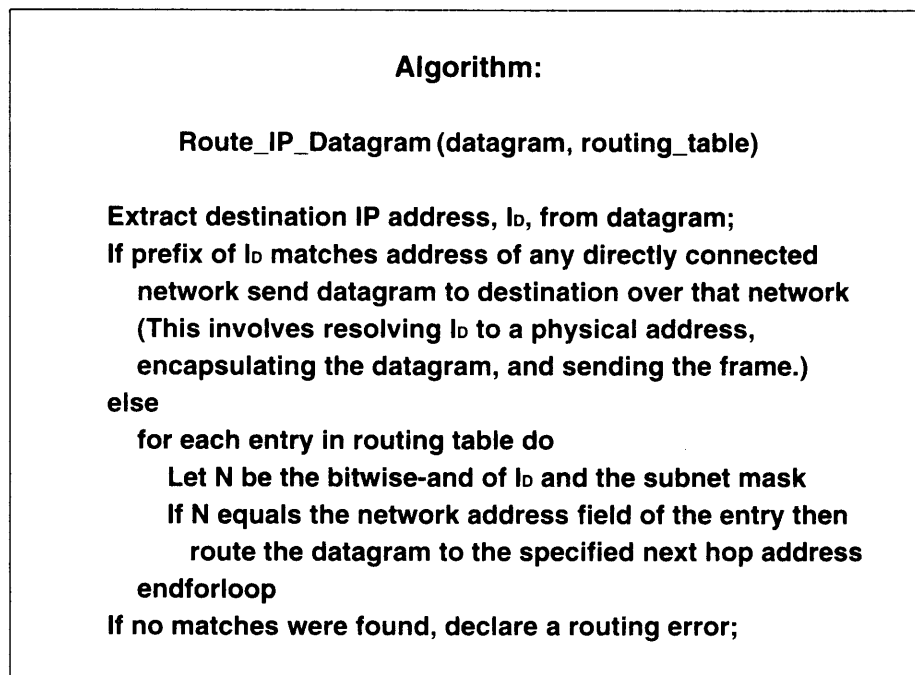 Algorithm:
Route_IP_Datagram (datagram, routing_table)
Extract destination IP address, ID, from datagram;
If prefix of ID matches address of any directly connected
network send datagram to destination over that network
(This involves resolving ID to a physical address,
encapsulating the datagram, and sending the frame.)
else
for each entry in routing table do
Let N be the bitwise-and of ID and the subnet mask
If N equals the network address field of the entry then
route the datagram to the specified next hop address
endforloop
If no matches were found, declare a routing error;